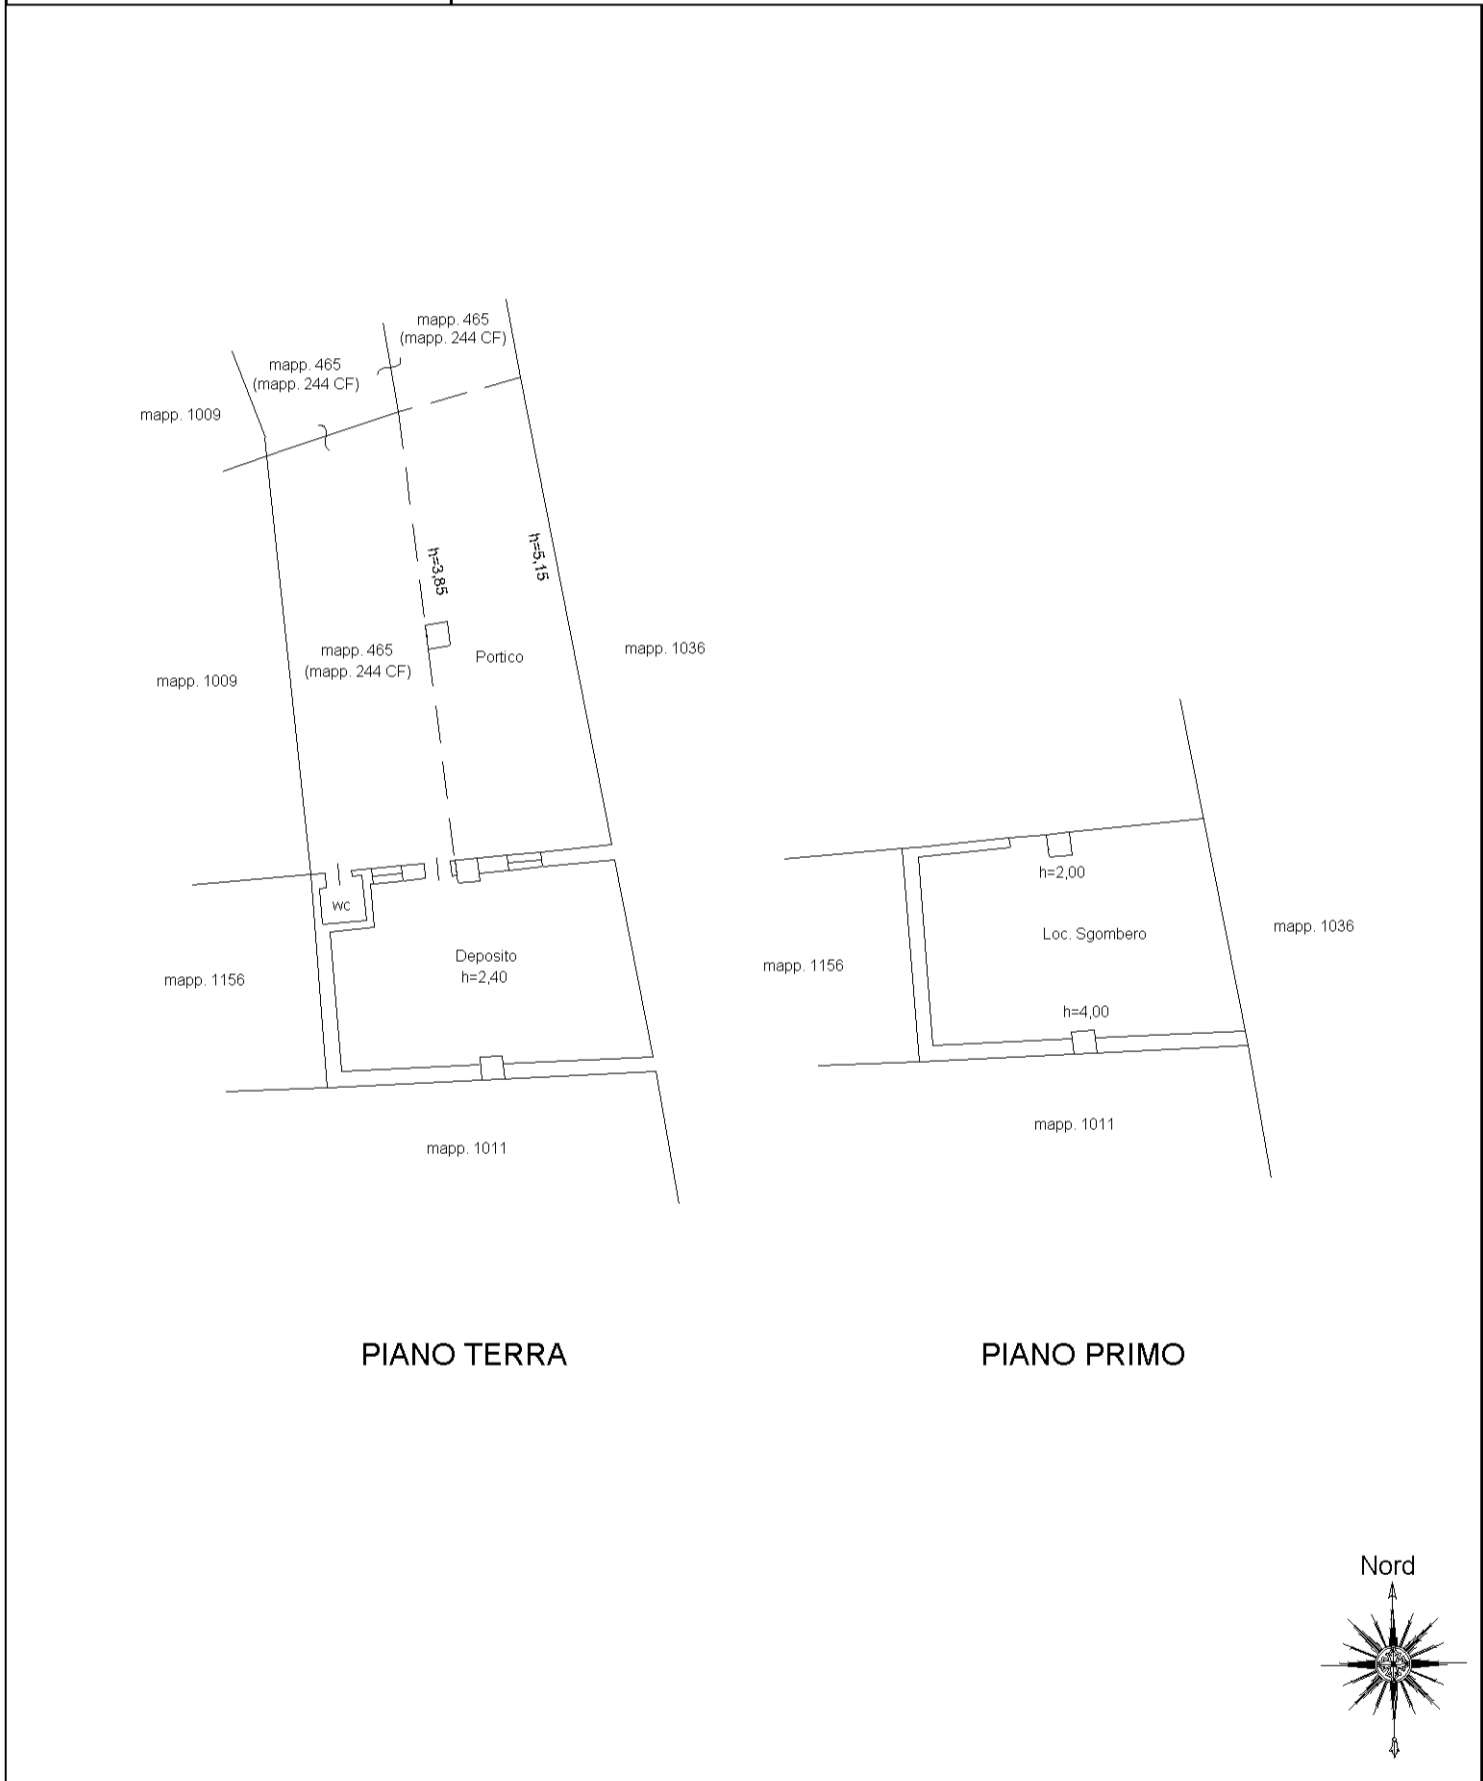 mapp. 465
(mapp. 244 CF)
mapp. 465
(mapp. 244 CF)
mapp. 1009
h=3,85
h=5,15
mapp. 465
(mapp. 244 CF)
Portico
mapp. 1036
mapp. 1009
wc
Deposito
h=2,40
mapp. 1156
mapp. 1011
h=2,00
Loc. Sgombero
mapp. 1036
mapp. 1156
h=4,00
mapp. 1011
PIANO TERRA
PIANO PRIMO
Nord